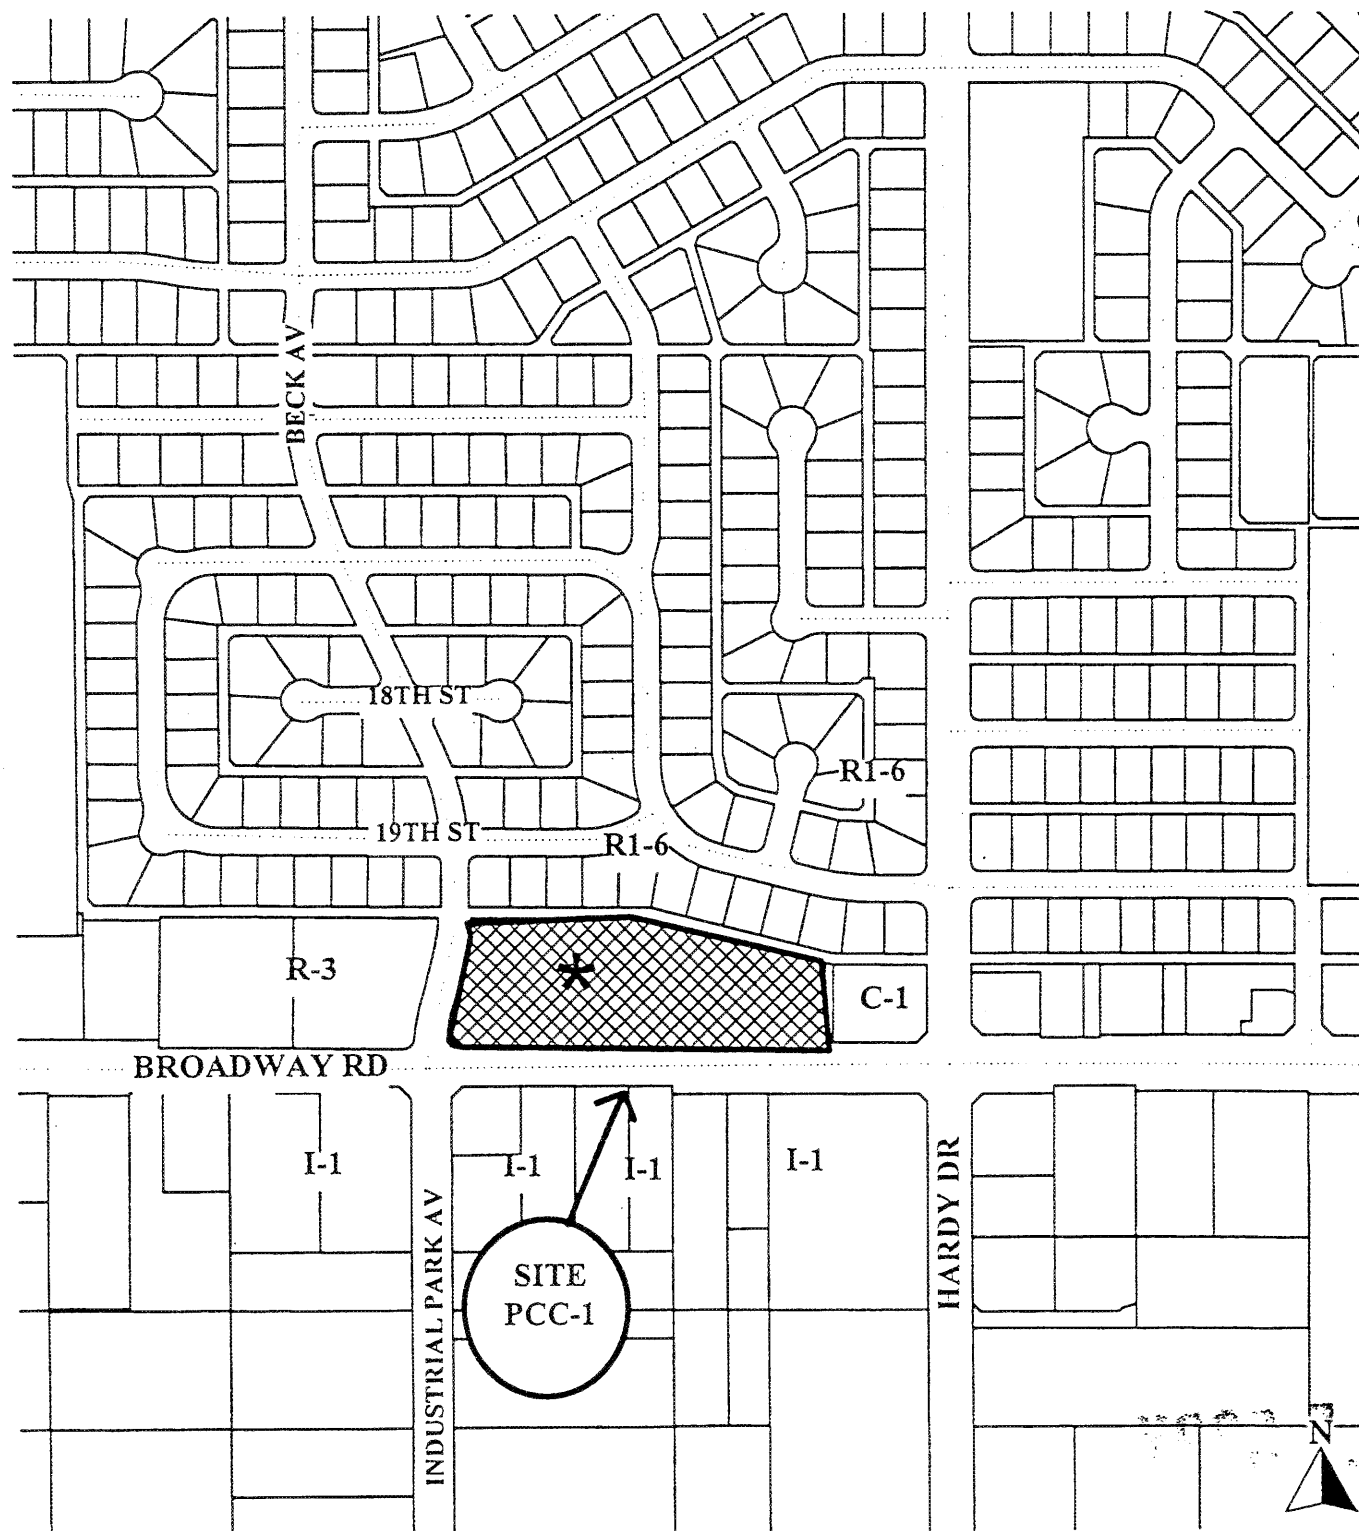 BECK AV
18TH ST
R1-6
19TH ST
R1-6
R-3
*
C-1
BROADWAY RD
I-1
I-1
I-1
I-1
INDUSTRIAL PARK AV
HARDY DR
SITE
PCC-1
N